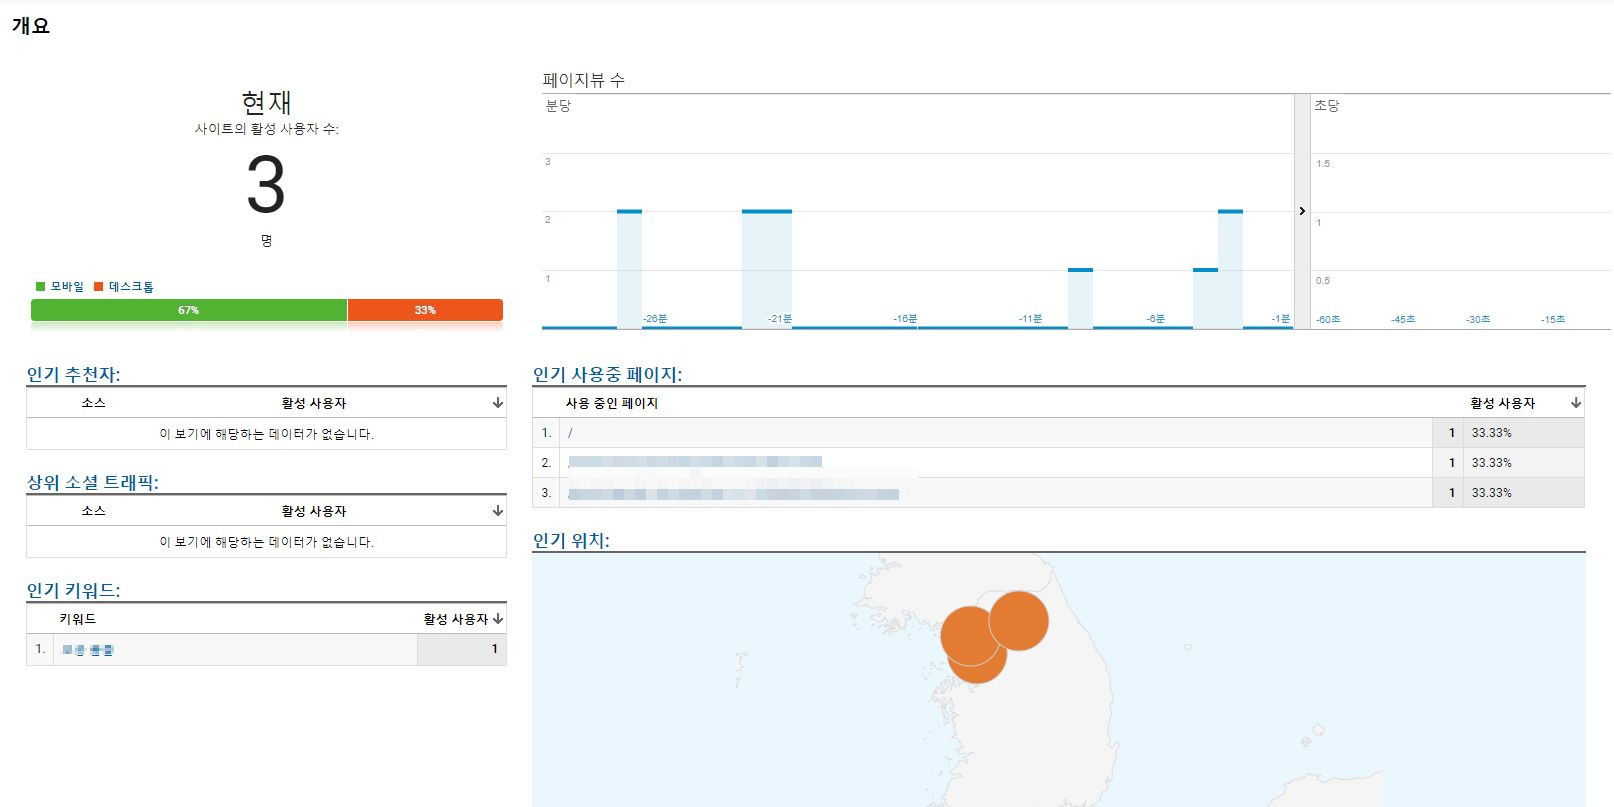 개요
현재
사이트의 활성 사용자 수:
3
명
모바일 데스크톱
67% 33%
페이지뷰 수
분당
3
2
1
-26분 -21분 -16분 -11분 -6분 -1분
초당
1.5
1
0.5
-60초 -45초 -30초 -15초
인기 추천자:
소스 활성 사용자
이 보기에 해당하는 데이터가 없습니다.
상위 소셜 트래픽:
소스 활성 사용자
이 보기에 해당하는 데이터가 없습니다.
인기 키워드:
키워드 활성 사용자
1. 1
인기 사용중 페이지:
사용 중인 페이지 활성 사용자
1. / 1 33.33%
2. 1 33.33%
3. 1 33.33%
인기 위치: